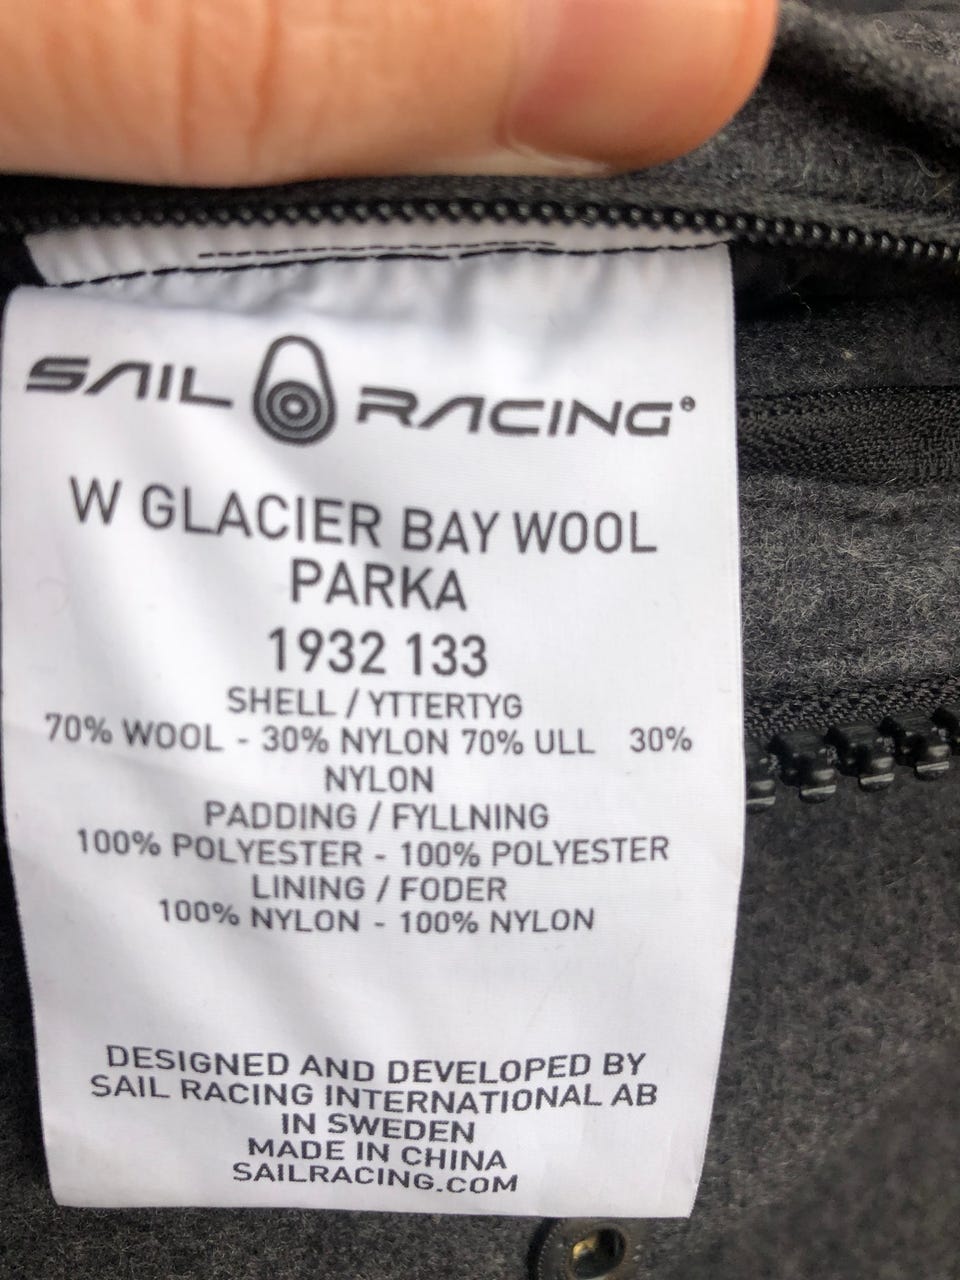 SAIL RACING®
W GLACIER BAY WOOL
PARKA
1932 133
SHELL / YTTERTYG
70% WOOL - 30% NYLON 70% ULL 30%
NYLON
PADDING / FYLLNING
100% POLYESTER - 100% POLYESTER
LINING / FODER
100% NYLON - 100% NYLON
DESIGNED AND DEVELOPED BY
SAIL RACING INTERNATIONAL AB
IN SWEDEN
MADE IN CHINA
SAILRACING.COM